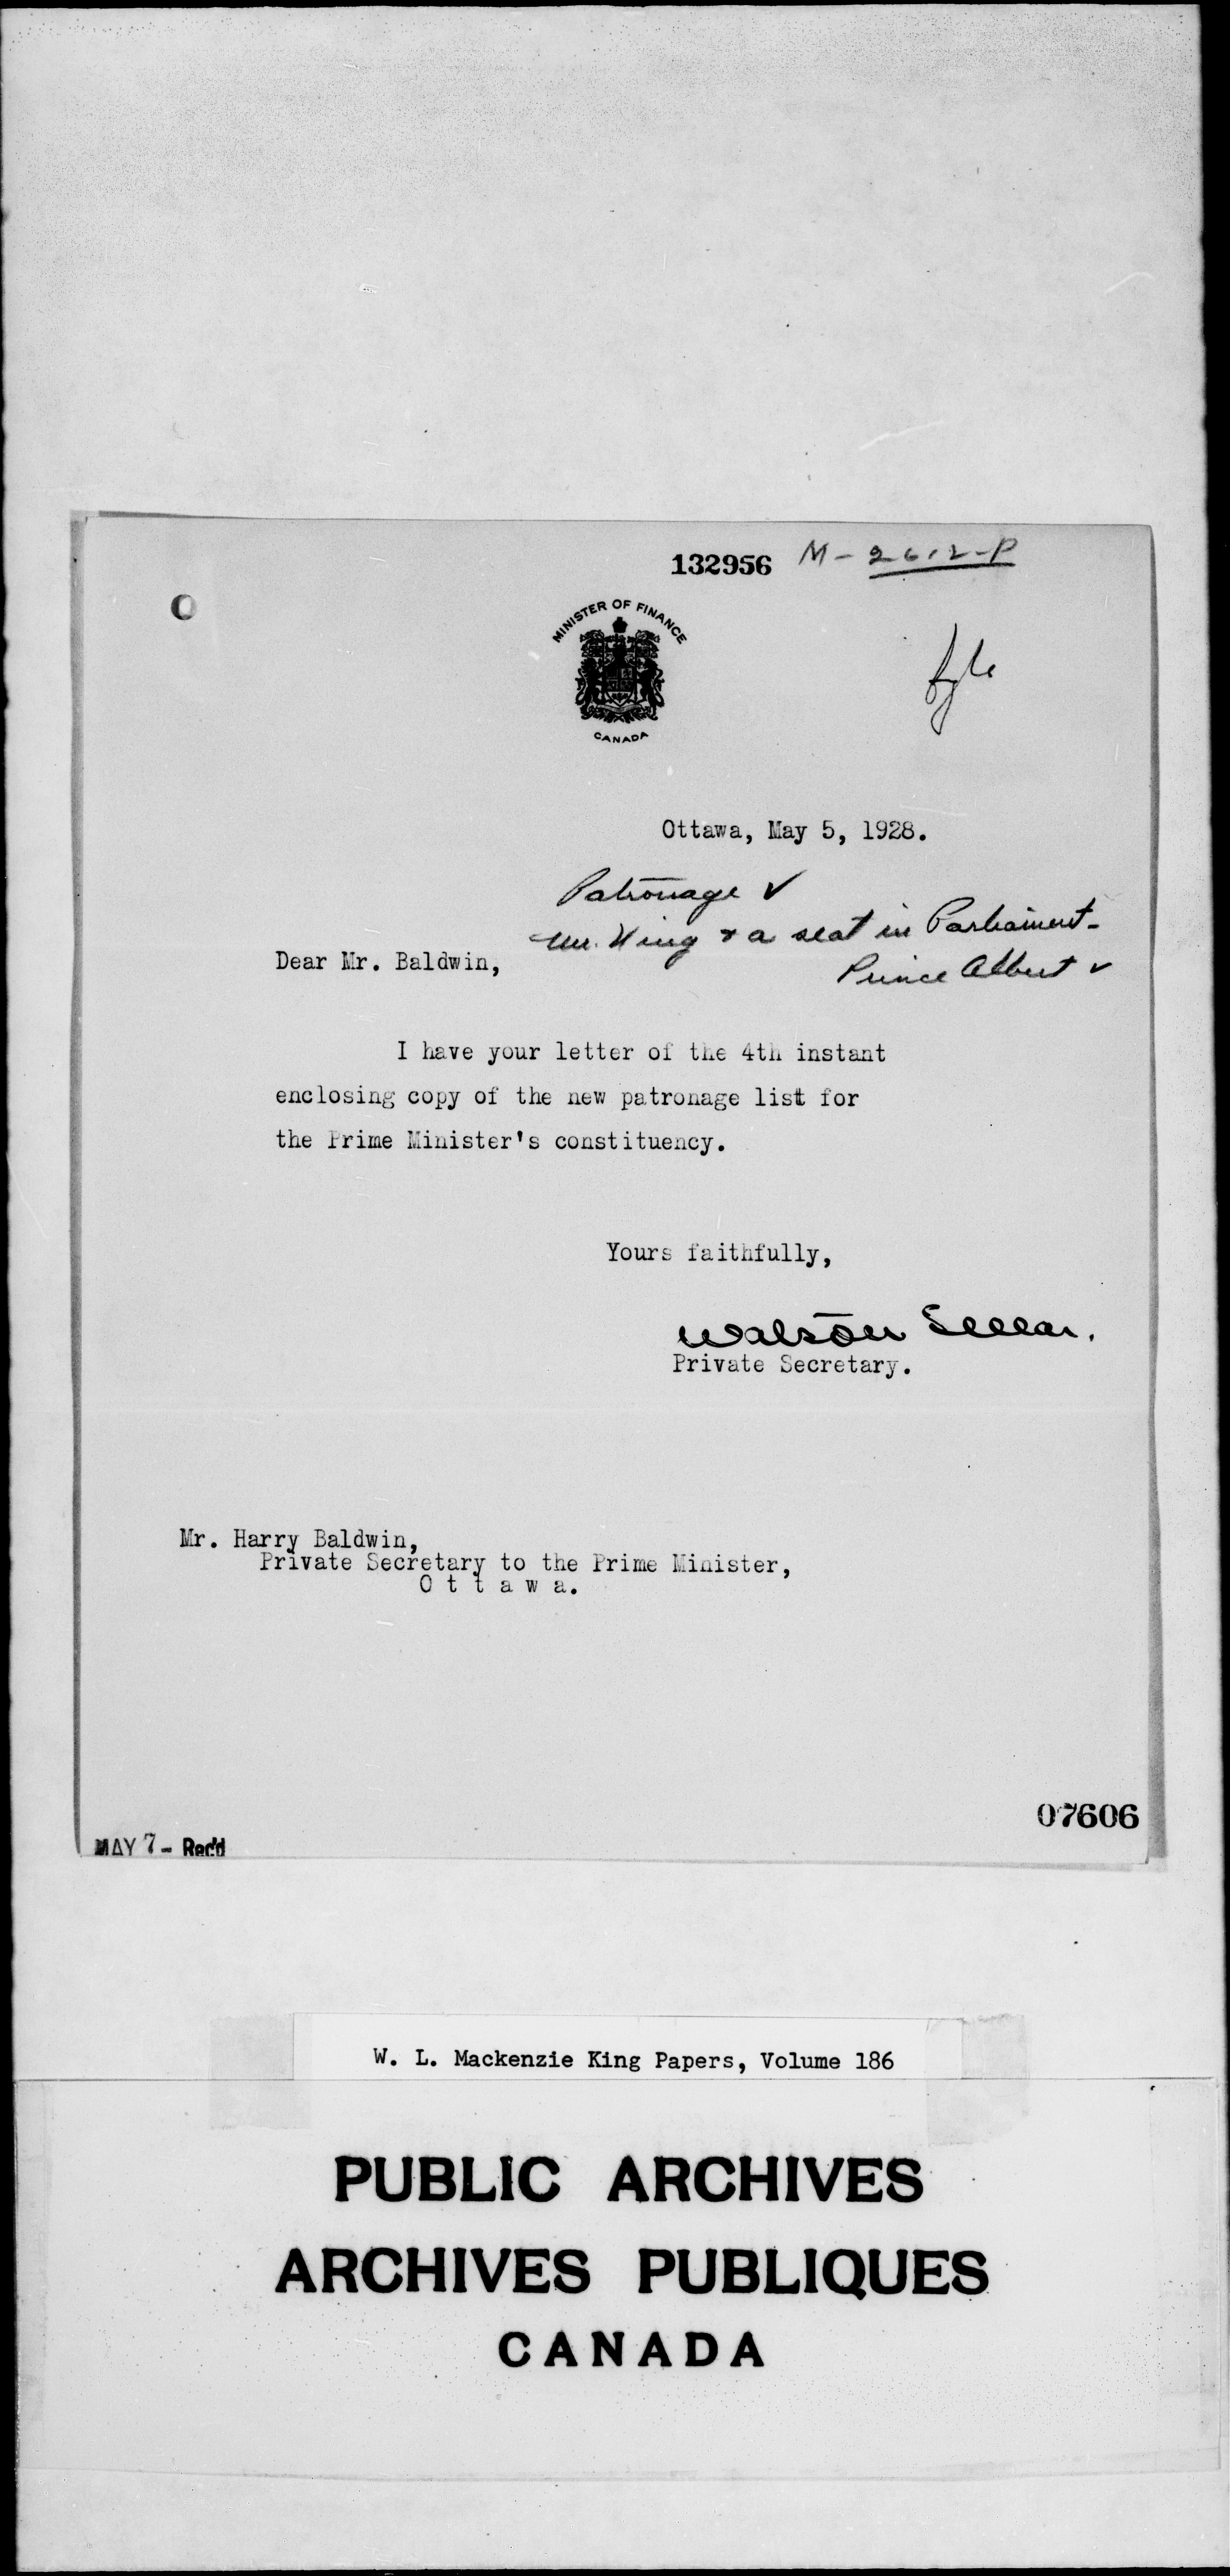 132956 M-2612-P
MINISTER OF FINANCE
CANADA
fyle
Ottawa, May 5, 1928.
Patronage ✓
Mr. King & a seat in Parliament-
Prince Albert ✓
Dear Mr. Baldwin,
I have your letter of the 4th instant
enclosing copy of the new patronage list for
the Prime Minister's constituency.
Yours faithfully,
Watson Sellar.
Private Secretary.
Mr. Harry Baldwin,
Private Secretary to the Prime Minister,
O t t a w a.
07606
MAY 7 - Rec'd
W. L. Mackenzie King Papers, Volume 186
PUBLIC ARCHIVES
ARCHIVES PUBLIQUES
CANADA